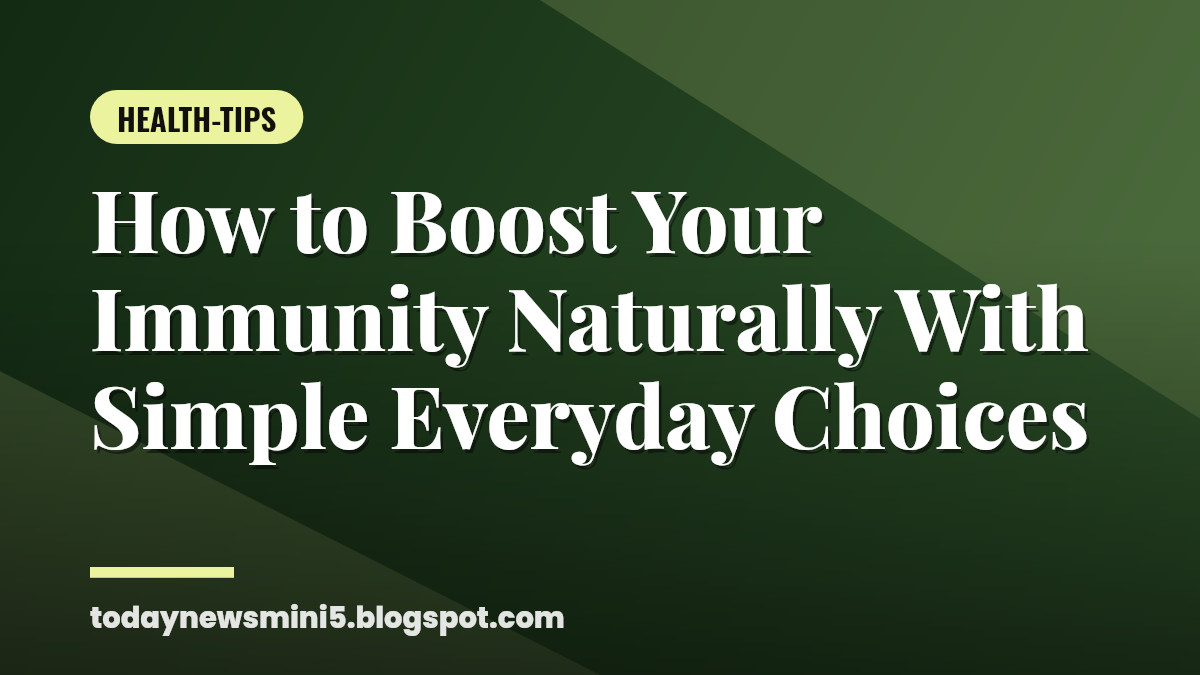 HEALTH-TIPS
How to Boost Your
Immunity Naturally With
Simple Everyday Choices
todaynewsmini5.blogspot.com